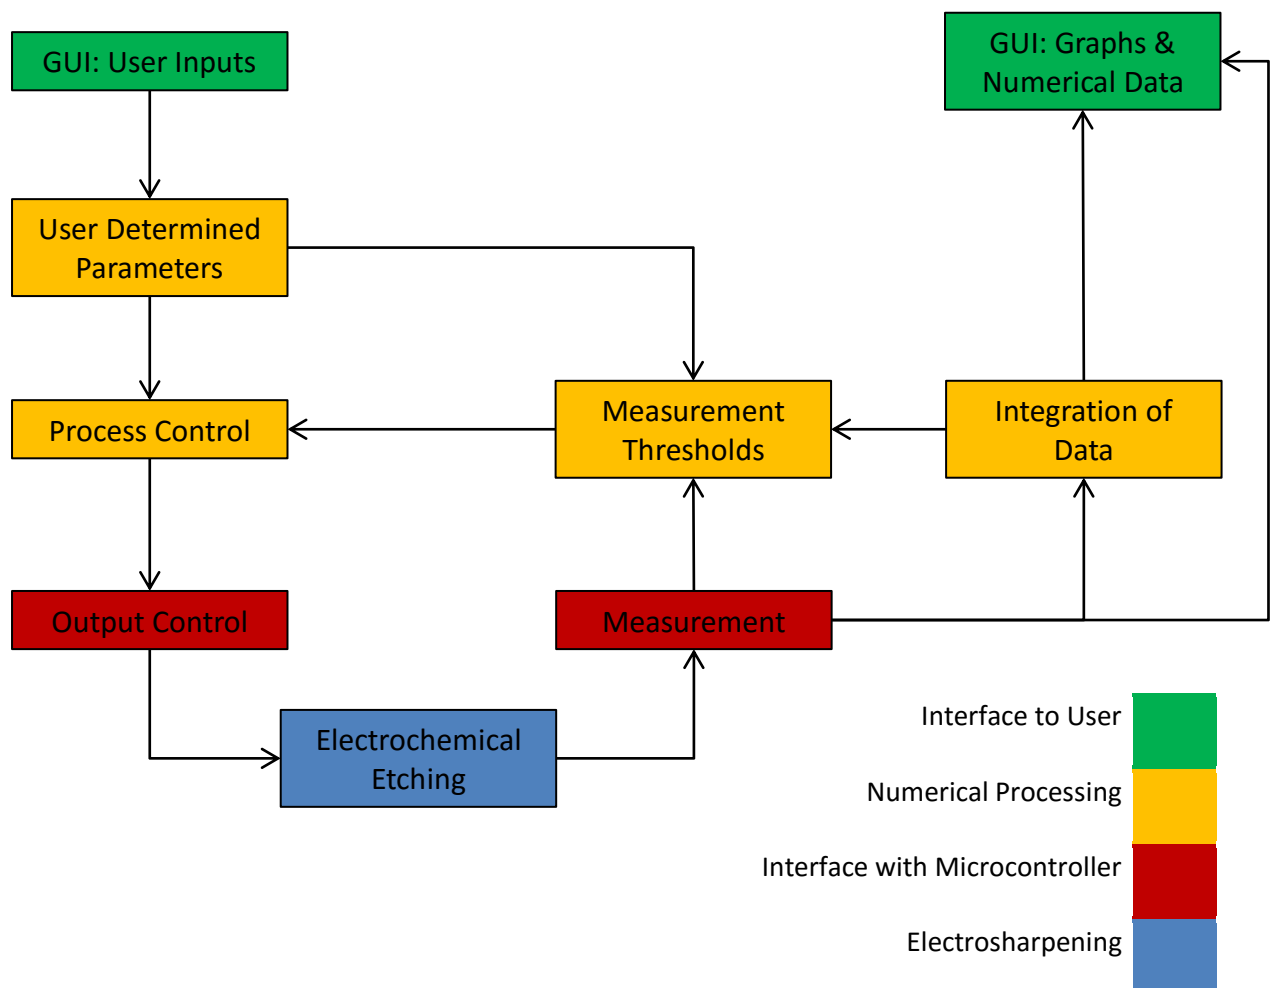 GUI: User Inputs
GUI: Graphs &
Numerical Data
User Determined
Parameters
Process Control
Measurement
Thresholds
Integration of
Data
Output Control
Measurement
Electrochemical
Etching
Interface to User
Numerical Processing
Interface with Microcontroller
Electrosharpening